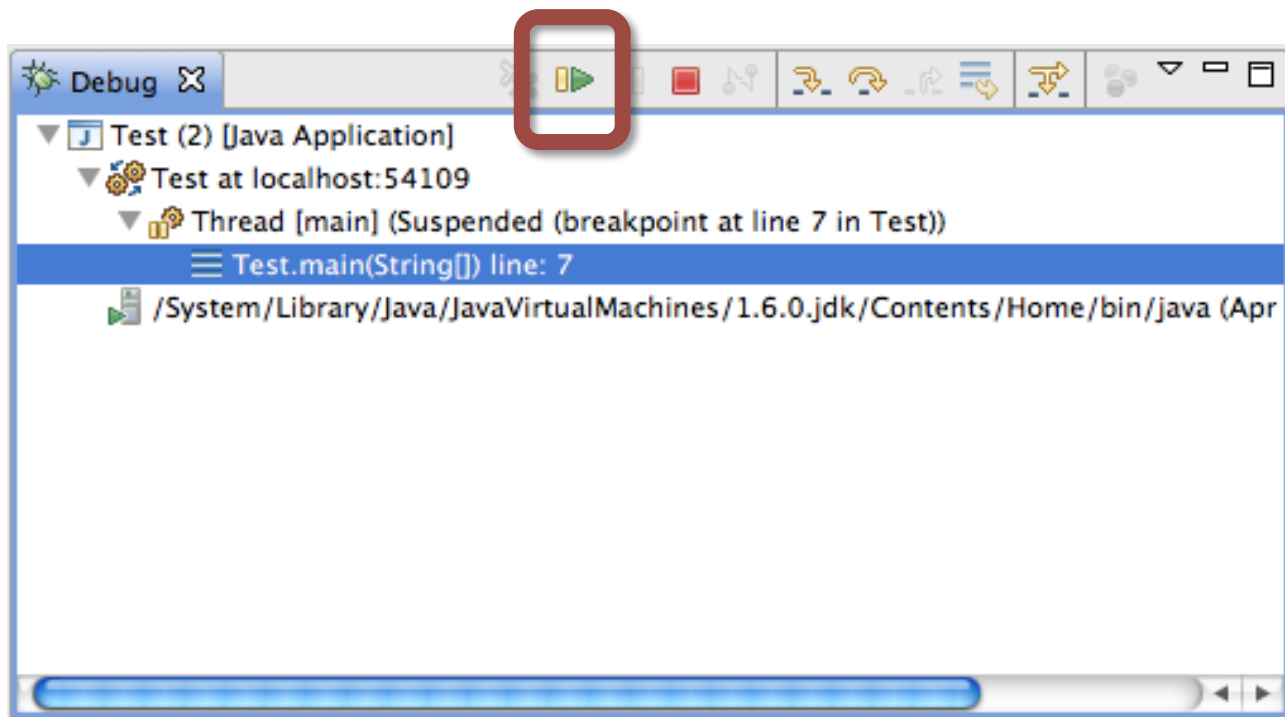 Debug
Test (2) [Java Application]
Test at localhost:54109
Thread [main] (Suspended (breakpoint at line 7 in Test))
Test.main(String[]) line: 7
/System/Library/Java/JavaVirtualMachines/1.6.0.jdk/Contents/Home/bin/java (Apr